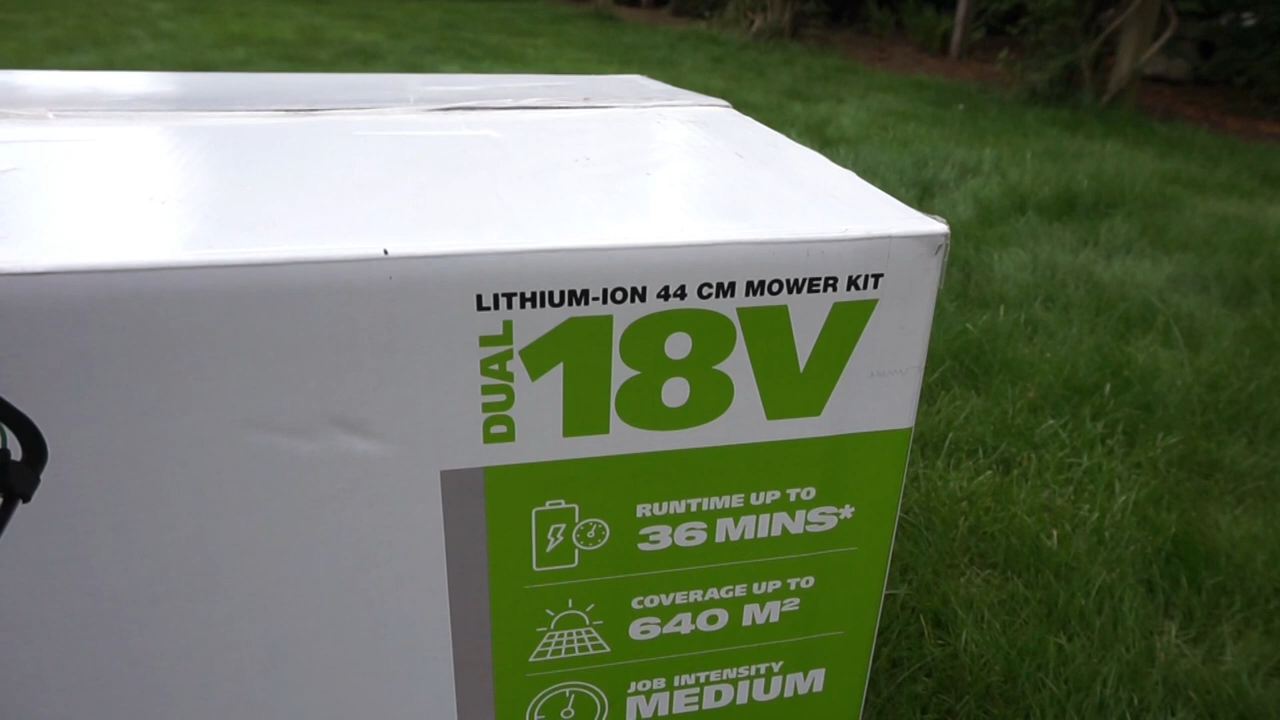 LITHIUM-ION 44 CM MOWER KIT
DUAL
18V
RUNTIME UP TO
36 MINS*
COVERAGE UP TO
640 M²
JOB INTENSITY
MEDIUM